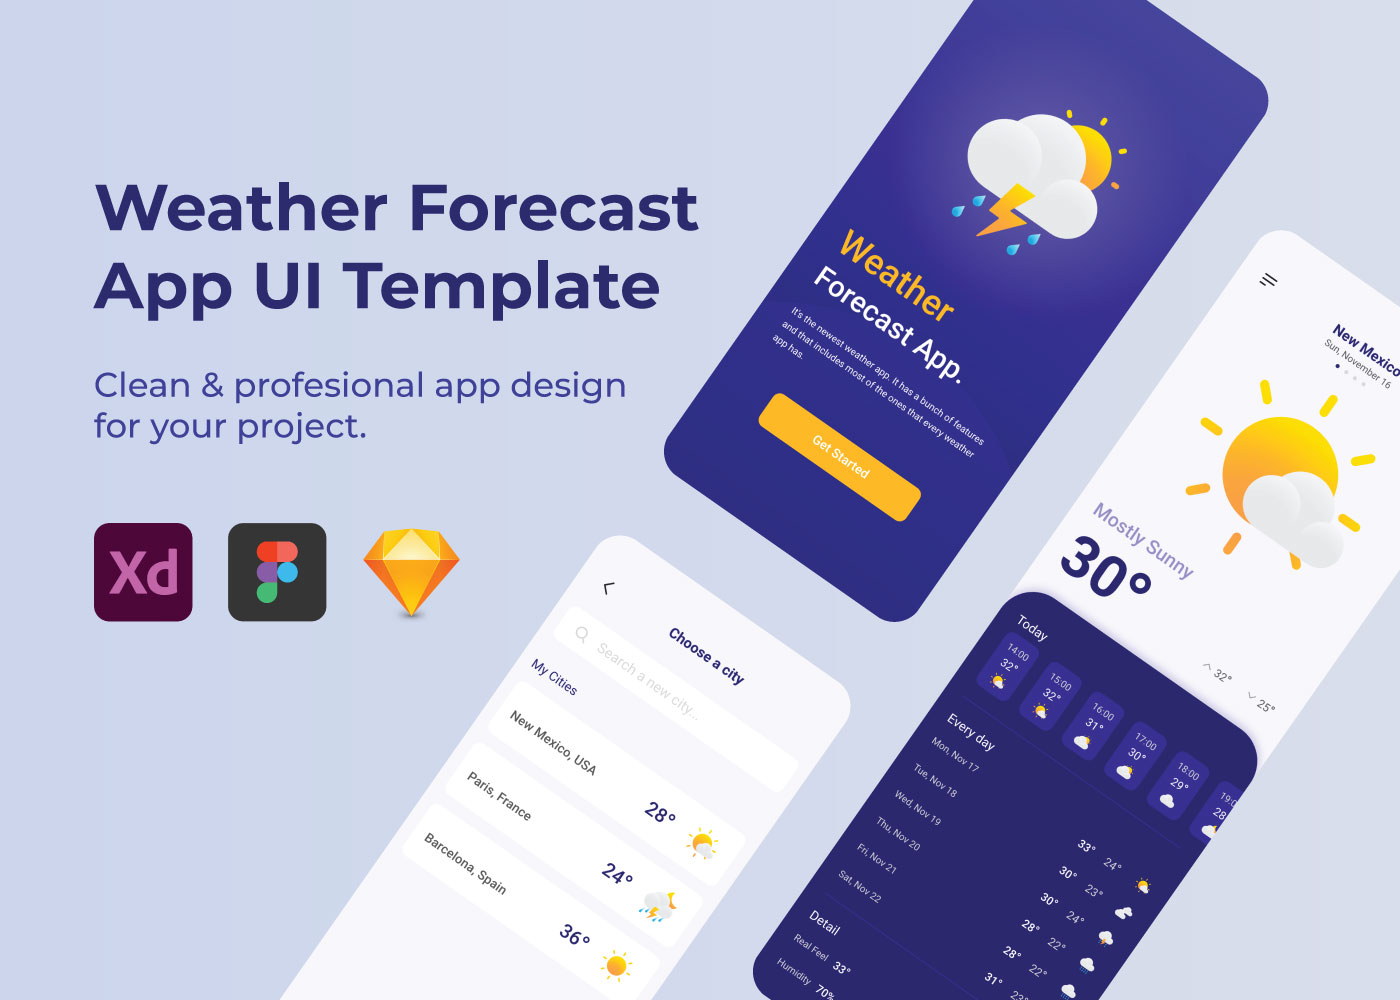 Weather Forecast
App UI Template
Clean & profesional app design
for your project.
Xd
Weather
Forecast App.
It's the newest weather app. It has a bunch of features
and that includes most of the ones that every weather
app has.
Get Started
Choose a city
Search a new city...
My Cities
New Mexico, USA
28°
Paris, France
24°
Barcelona, Spain
36°
New Mexico
Sun, November 16
Mostly Sunny
30°
32° 25°
Today
14:00
32°
15:00
32°
16:00
31°
17:00
30°
18:00
29°
28
Every day
Mon, Nov 17 33° 24°
Tue, Nov 18 30° 23°
Wed, Nov 19 30° 24°
Thu, Nov 20 28° 22°
Fri, Nov 21 28° 22°
Sat, Nov 22 31° 23°
Detail
Real Feel 33°
Humidity 70%